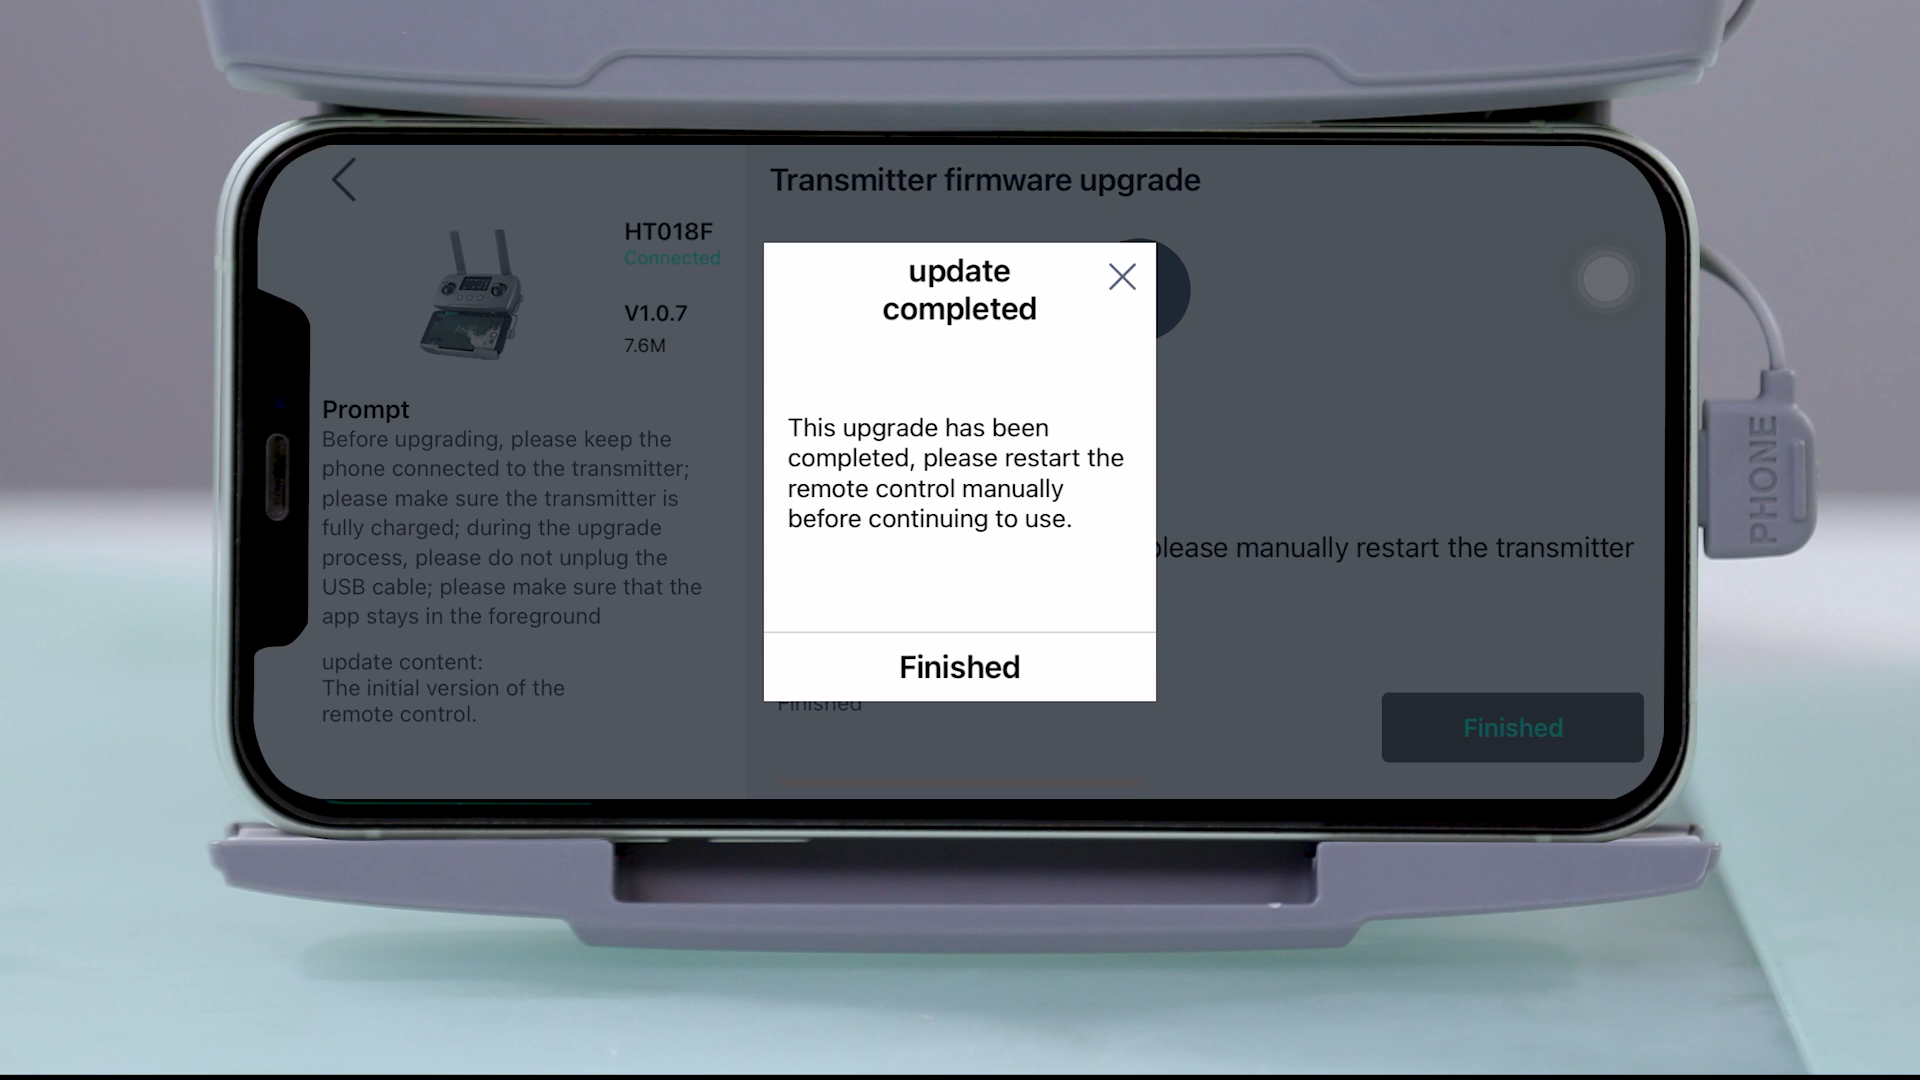 Transmitter firmware upgrade
HT018F
Connected
V1.0.7
7.6M
Prompt
Before upgrading, please keep the
phone connected to the transmitter;
please make sure the transmitter is
fully charged; during the upgrade
process, please do not unplug the
USB cable; please make sure that the
app stays in the foreground
update content:
The initial version of the
remote control.
update
completed
This upgrade has been
completed, please restart the
remote control manually
before continuing to use.
Finished
please manually restart the transmitter
Finished
Finished
PHONE